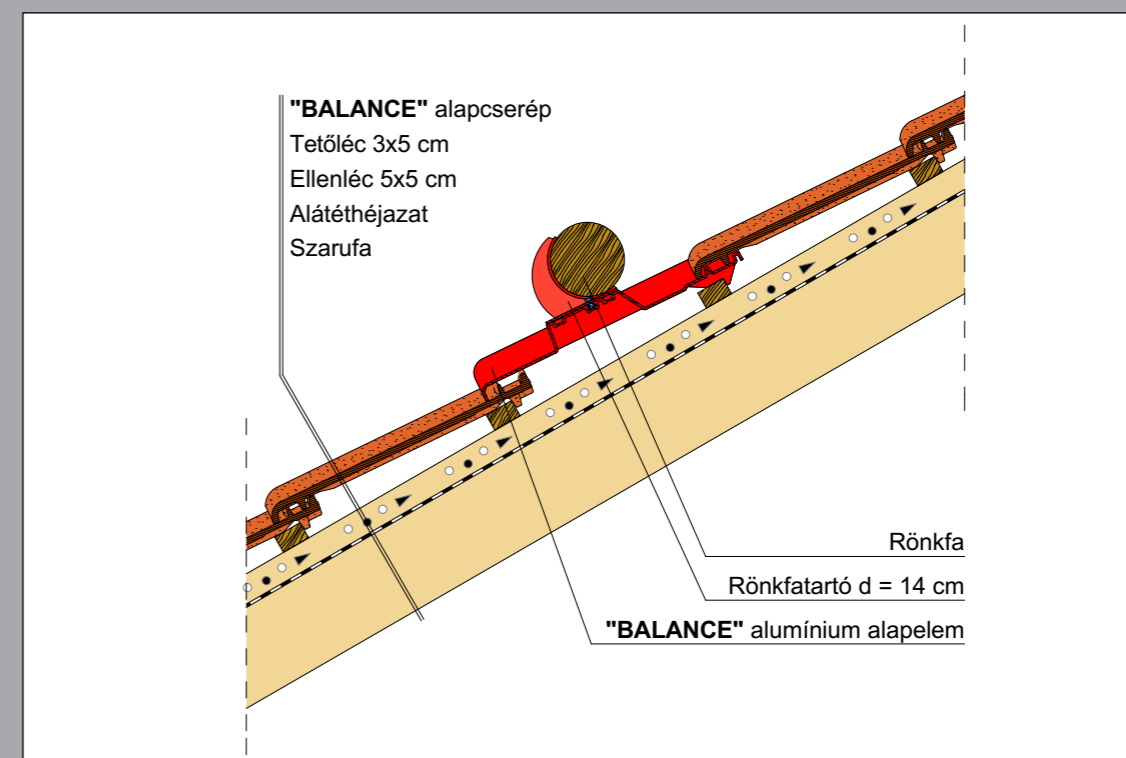 "BALANCE" alapcserép
Tetőléc 3x5 cm
Ellenléc 5x5 cm
Alátéthéjazat
Szarufa
Rönkfa
Rönkfatartó d = 14 cm
"BALANCE" alumínium alapelem